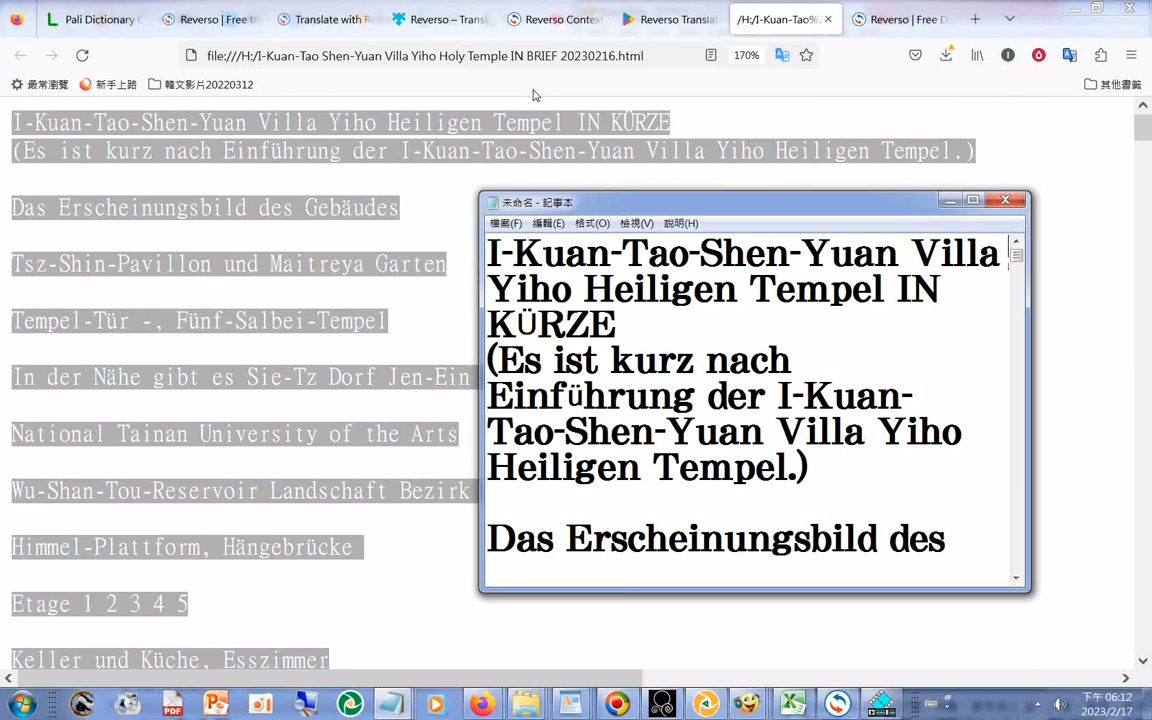 Pali Dictionary
Reverso | Free te
Translate with Re
Reverso – Transl
Reverso Context
Reverso Translat
/H:/I-Kuan-Tao%2
Reverso | Free D
file:///H:/I-Kuan-Tao Shen-Yuan Villa Yiho Holy Temple IN BRIEF 20230216.html
170%
最常瀏覽
新手上路
韓文影片20220312
其他書籤
I-Kuan-Tao-Shen-Yuan Villa Yiho Heiligen Tempel IN KÜRZE
(Es ist kurz nach Einführung der I-Kuan-Tao-Shen-Yuan Villa Yiho Heiligen Tempel.)
Das Erscheinungsbild des Gebäudes
Tsz-Shin-Pavillon und Maitreya Garten
Tempel-Tür -, Fünf-Salbei-Tempel
In der Nähe gibt es Sie-Tz Dorf Jen-Ein
National Tainan University of the Arts
Wu-Shan-Tou-Reservoir Landschaft Bezirk
Himmel-Plattform, Hängebrücke
Etage 1 2 3 4 5
Keller und Küche, Esszimmer
未命名 - 記事本
檔案(F) 編輯(E) 格式(O) 檢視(V) 說明(H)
I-Kuan-Tao-Shen-Yuan Villa
Yiho Heiligen Tempel IN
KÜRZE
(Es ist kurz nach
Einführung der I-Kuan-
Tao-Shen-Yuan Villa Yiho
Heiligen Tempel.)
Das Erscheinungsbild des
下午 06:12
2023/2/17